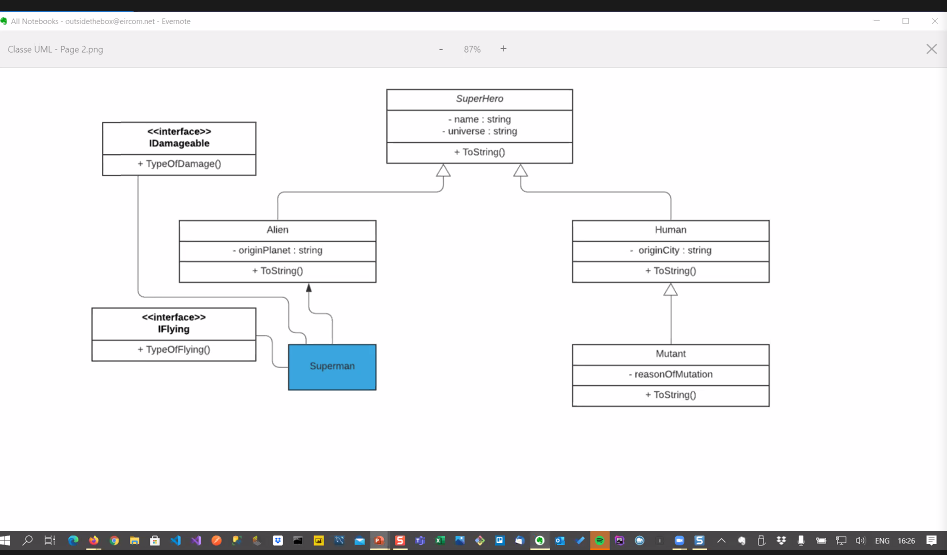 All Notebooks - outsidethebox@eircom.net - Evernote
Classe UML - Page 2.png
- 87% +
SuperHero
- name : string
- universe : string
+ ToString()
<<interface>>
IDamageable
+ TypeOfDamage()
Alien
- originPlanet : string
+ ToString()
Human
- originCity : string
+ ToString()
<<interface>>
IFlying
+ TypeOfFlying()
Superman
Mutant
- reasonOfMutation
+ ToString()
ENG 16:26